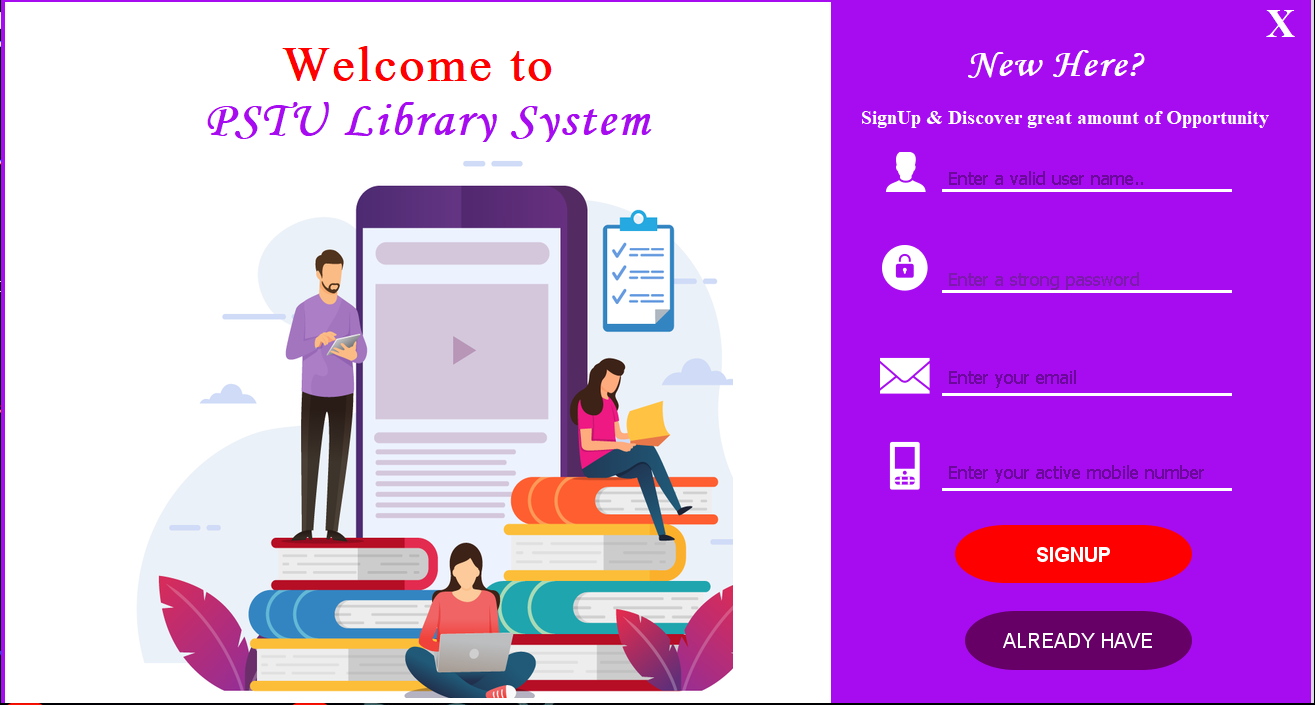 Welcome to
PSTU Library System
X
New Here?
SignUp & Discover great amount of Opportunity
Enter a valid user name..
Enter a strong password
Enter your email
Enter your active mobile number
SIGNUP
ALREADY HAVE